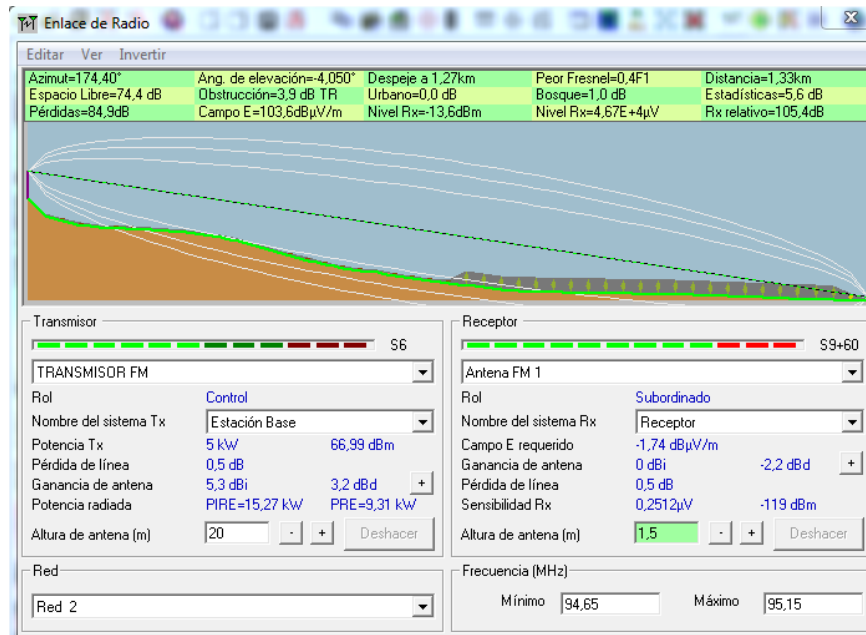 Enlace de Radio
Editar Ver Invertir
Azimut=174,40° Ang. de elevación=-4,050° Despeje a 1,27km Peor Fresnel=0,4F1 Distancia=1,33km
Espacio Libre=74,4 dB Obstrucción=3,9 dB TR Urbano=0,0 dB Bosque=1,0 dB Estadísticas=5,6 dB
Pérdidas=84,9dB Campo E=103,6dBµV/m Nivel Rx=-13,6dBm Nivel Rx=4,67E+4µV Rx relativo=105,4dB
Transmisor
S6
TRANSMISOR FM
Rol Control
Nombre del sistema Tx Estación Base
Potencia Tx 5 kW 66,99 dBm
Pérdida de línea 0,5 dB
Ganancia de antena 5,3 dBi 3,2 dBd +
Potencia radiada PIRE=15,27 kW PRE=9,31 kW
Altura de antena (m) 20 - + Deshacer
Receptor
S9+60
Antena FM 1
Rol Subordinado
Nombre del sistema Rx Receptor
Campo E requerido -1,74 dBµV/m
Ganancia de antena 0 dBi -2,2 dBd +
Pérdida de línea 0,5 dB
Sensibilidad Rx 0,2512µV -119 dBm
Altura de antena (m) 1,5 - + Deshacer
Red
Red 2
Frecuencia (MHz)
Mínimo 94,65 Máximo 95,15